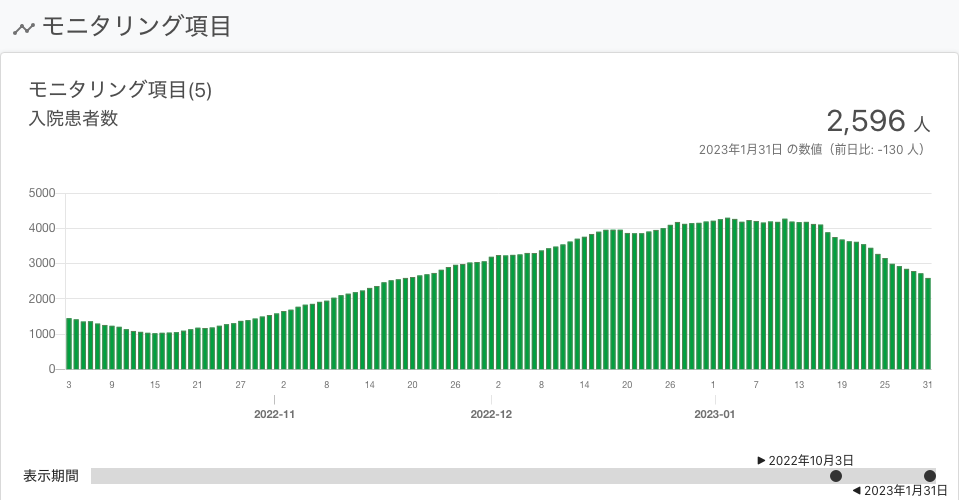 モニタリング項目
モニタリング項目(5)
入院患者数
2,596 人
2023年1月31日 の数値（前日比: -130 人）
5000
4000
3000
2000
1000
0
3 9 15 21 27 2 8 14 20 26 2 8 14 20 26 1 7 13 19 25 31
2022-11 2022-12 2023-01
2022年10月3日
表示期間
2023年1月31日